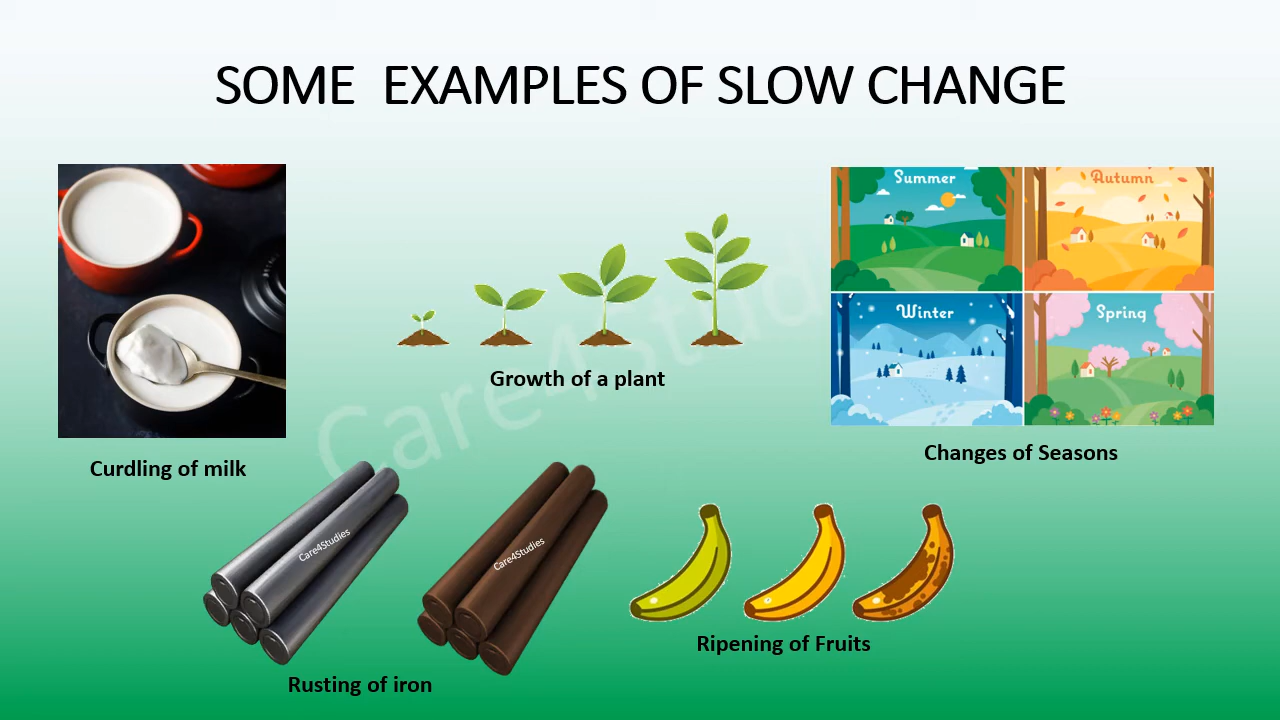 SOME EXAMPLES OF SLOW CHANGE
Summer
Autumn
Winter
Spring
Care4Studies
Growth of a plant
Changes of Seasons
Curdling of milk
Care4Studies
Care4Studies
Ripening of Fruits
Rusting of iron